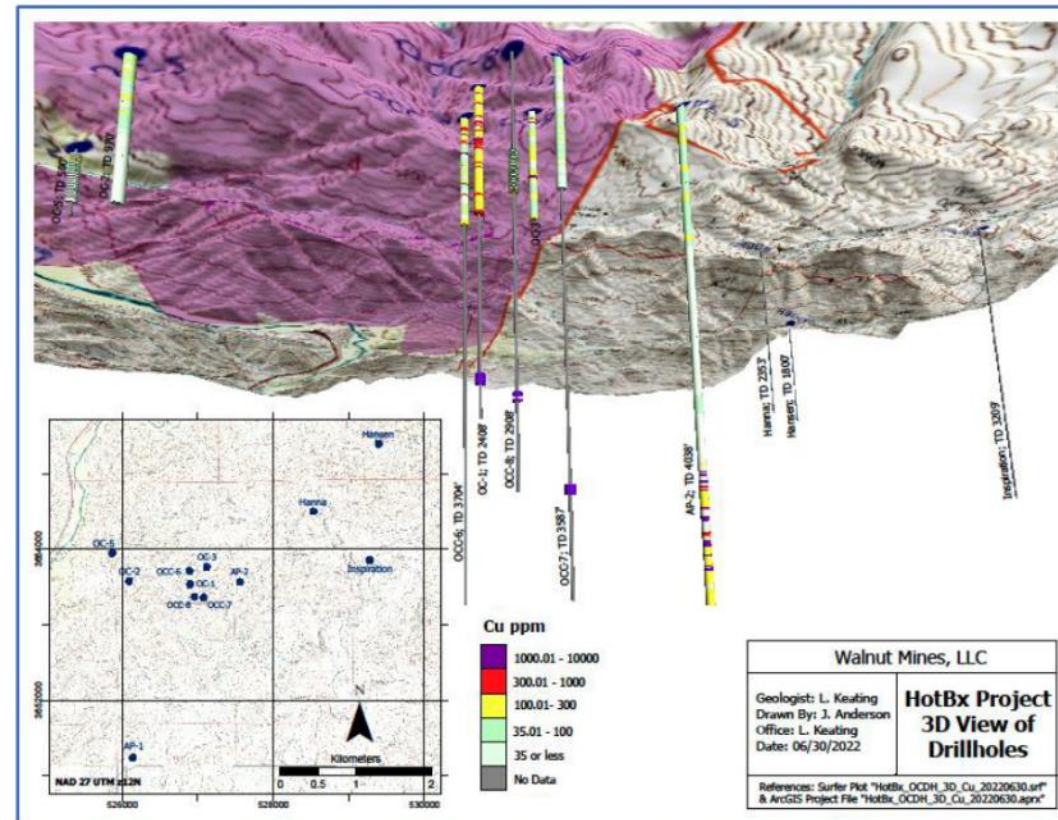 OC-2; TD 970'
OCC-6; TD 3704'
OC-1; TD 2408'
OCC-8; TD 2908'
OC-3
OCC-7; TD 3587'
AP-2; TD 4038'
Hanna; TD 2353'
Hansen; TD 1800'
Inspiration; TD 3209'
Hansen
Hanna
OC-5
OC-3
OCC-6
AP-2
Inspiration
OC-2
OC-1
OCC-8
OCC-7
AP-1
N
Kilometers
0 0.5 1 2
NAD 27 UTM z12N
526000
528000
530000
Cu ppm
1000.01 - 10000
300.01 - 1000
100.01- 300
35.01 - 100
35 or less
No Data
Walnut Mines, LLC
Geologist: L. Keating
Drawn By: J. Anderson
Office: L. Keating
Date: 06/30/2022
HotBx Project
3D View of
Drillholes
References: Surfer Plot "HotBx_OCDH_3D_Cu_20220630.srf"
& ArcGIS Project File "HotBx_OCDH_3D_Cu_20220630.aprx"